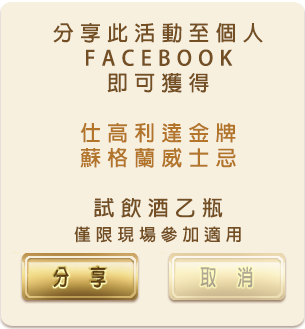 分享此活動至個人
FACEBOOK
即可獲得
仕高利達金牌
蘇格蘭威士忌
試飲酒乙瓶
僅限現場參加適用
分 享
取 消